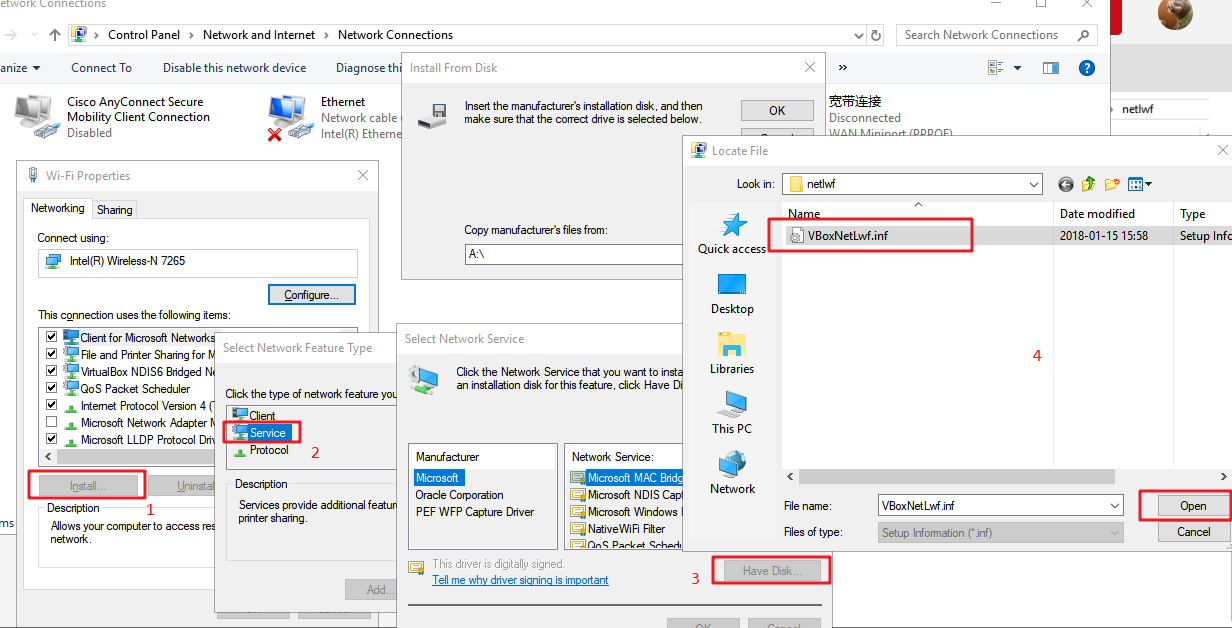 etwork Connections
Control Panel
Network and Internet
Network Connections
Search Network Connections
anize
Connect To
Disable this network device
Diagnose thi
»
Cisco AnyConnect Secure
Mobility Client Connection
Disabled
Ethernet
Network cable
Intel(R) Etherne
宽带连接
Disconnected
WAN Miniport (PPPOE)
netlwf
Install From Disk
Insert the manufacturer's installation disk, and then
make sure that the correct drive is selected below.
OK
Copy manufacturer's files from:
A:\
Wi-Fi Properties
Networking
Sharing
Connect using:
Intel(R) Wireless-N 7265
Configure...
This connection uses the following items:
Client for Microsoft Networks
File and Printer Sharing for M
VirtualBox NDIS6 Bridged Ne
QoS Packet Scheduler
Internet Protocol Version 4 (T
Microsoft Network Adapter M
Microsoft LLDP Protocol Driv
Install...
Uninstal
1
Description
Allows your computer to access res
network.
ms
Select Network Feature Type
Click the type of network feature you
Client
Service
Protocol
2
Description
Services provide additional feature
printer sharing.
Add...
Select Network Service
Click the Network Service that you want to insta
an installation disk for this feature, click Have Di
Manufacturer
Microsoft
Oracle Corporation
PEF WFP Capture Driver
Network Service:
Microsoft MAC Bridg
Microsoft NDIS Capt
Microsoft Windows
NativeWiFi Filter
QoS Packet Schedu
This driver is digitally signed.
Tell me why driver signing is important
3
Have Disk...
OK
Cancel
Locate File
Look in:
netlwf
Quick access
Desktop
Libraries
This PC
Network
Name
Date modified
Type
VBoxNetLwf.inf
2018-01-15 15:58
Setup Info
4
File name:
VBoxNetLwf.inf
Open
Files of type:
Setup Information (*.inf)
Cancel